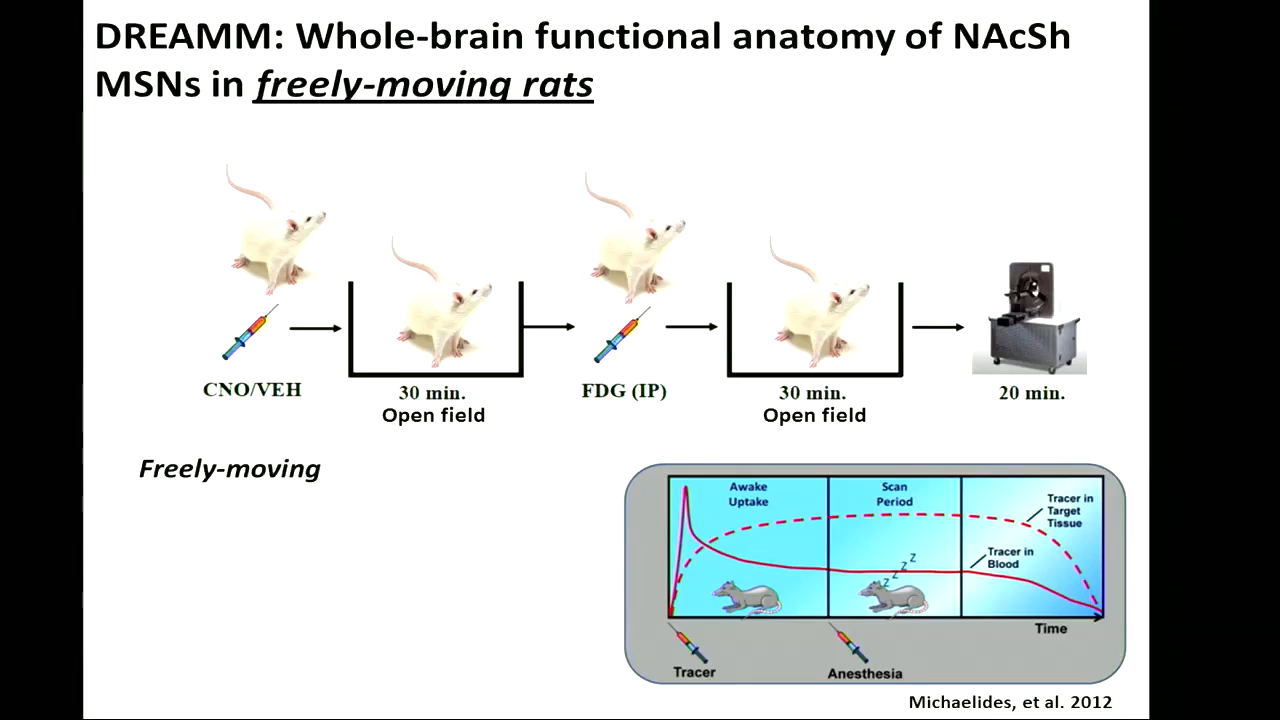 DREAMM: Whole-brain functional anatomy of NAcSh
MSNs in freely-moving rats
CNO/VEH
30 min.
Open field
FDG (IP)
30 min.
Open field
20 min.
Freely-moving
Awake
Uptake
Scan
Period
Tracer in
Target
Tissue
Tracer in
Blood
z z z Z
Time
Tracer
Anesthesia
Michaelides, et al. 2012